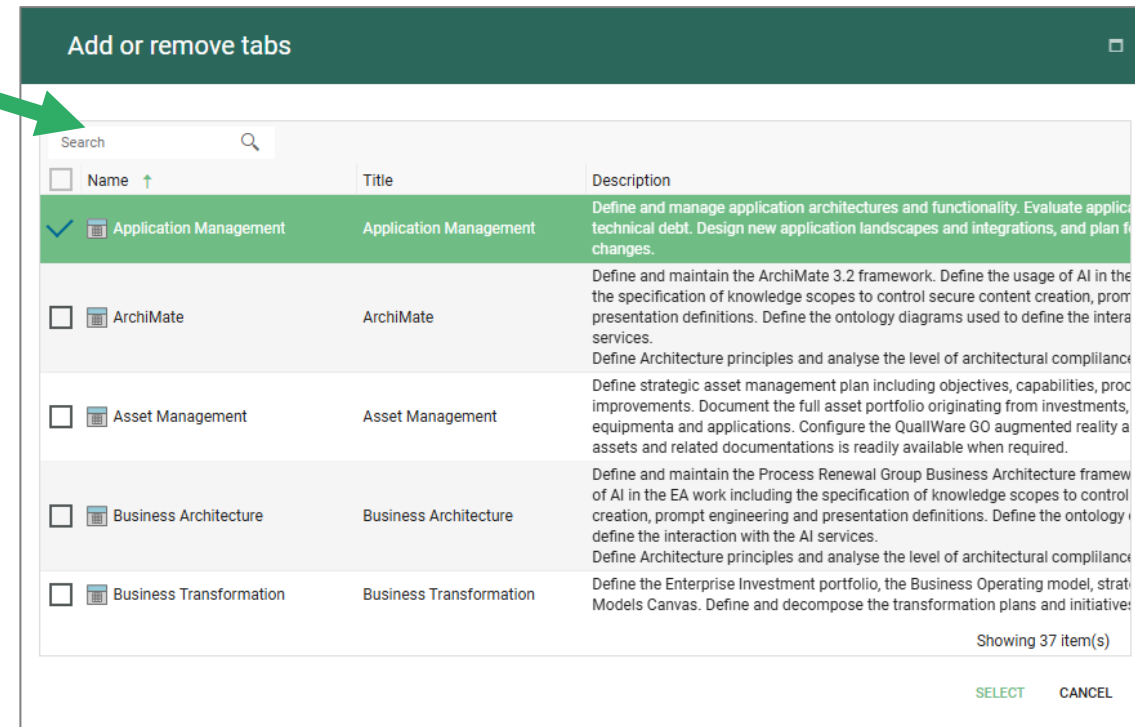 Add or remove tabs
Search
Name ↑ Title Description
Application Management Application Management Define and manage application architectures and functionality. Evaluate
technical debt. Design new application landscapes and integrations, and plan
changes.
ArchiMate ArchiMate Define and maintain the ArchiMate 3.2 framework. Define the usage of AI in the
the specification of knowledge scopes to control secure content creation,
presentation definitions. Define the ontology diagrams used to define the
services.
Define Architecture principles and analyse the level of architectural complilance
Asset Management Asset Management Define strategic asset management plan including objectives, capabilities,
improvements. Document the full asset portfolio originating from investments,
equipmenta and applications. Configure the QualIWare GO augmented reality
assets and related documentations is readily available when required.
Business Architecture Business Architecture Define and maintain the Process Renewal Group Business Architecture
of AI in the EA work including the specification of knowledge scopes to control
creation, prompt engineering and presentation definitions. Define the ontology
define the interaction with the AI services.
Define Architecture principles and analyse the level of architectural complilance
Business Transformation Business Transformation Define the Enterprise Investment portfolio, the Business Operating model,
Models Canvas. Define and decompose the transformation plans and initiatives
Showing 37 item(s)
SELECT CANCEL